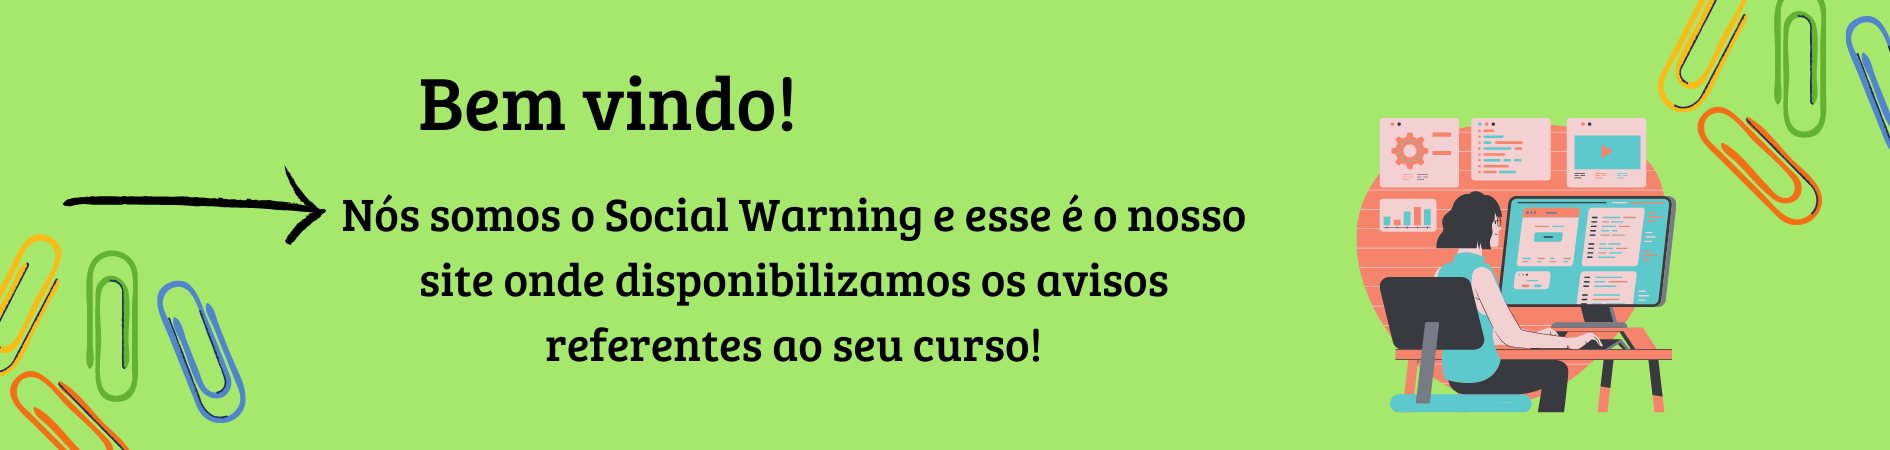 Bem vindo!
Nós somos o Social Warning e esse é o nosso
site onde disponibilizamos os avisos
referentes ao seu curso!